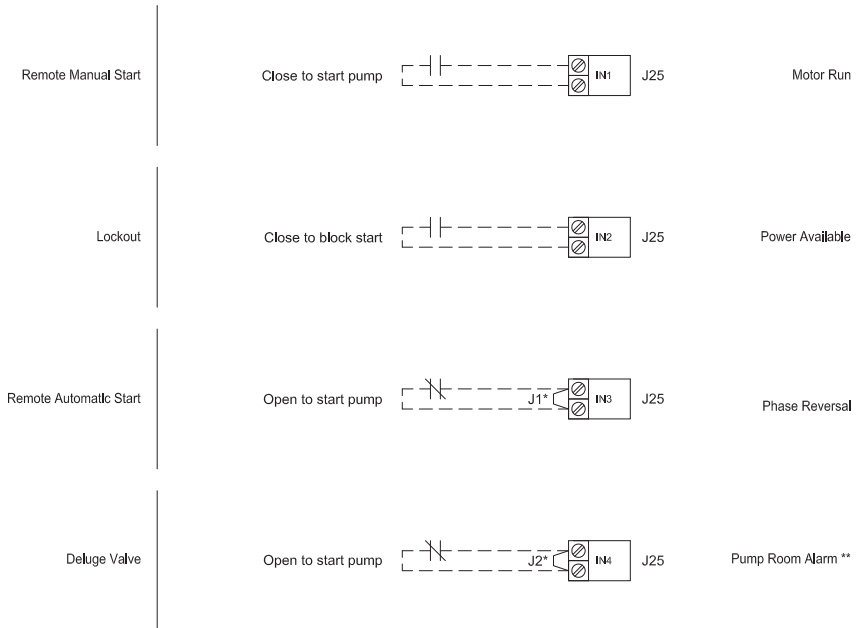 Remote Manual Start Close to start pump IN1 J25 Motor Run
Lockout Close to block start IN2 J25 Power Available
Remote Automatic Start Open to start pump J1* IN3 J25 Phase Reversal
Deluge Valve Open to start pump J2* IN4 J25 Pump Room Alarm **